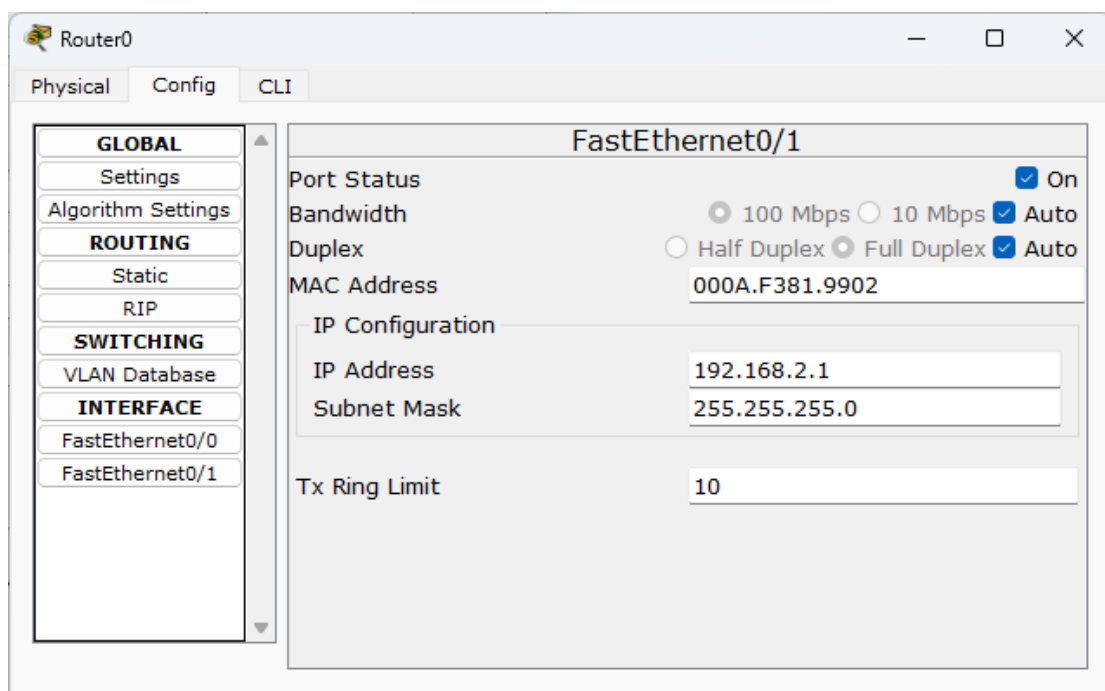 Router0
Physical Config CLI
GLOBAL
Settings
Algorithm Settings
ROUTING
Static
RIP
SWITCHING
VLAN Database
INTERFACE
FastEthernet0/0
FastEthernet0/1
FastEthernet0/1
Port Status On
Bandwidth 100 Mbps 10 Mbps Auto
Duplex Half Duplex Full Duplex Auto
MAC Address 000A.F381.9902
IP Configuration
IP Address 192.168.2.1
Subnet Mask 255.255.255.0
Tx Ring Limit 10